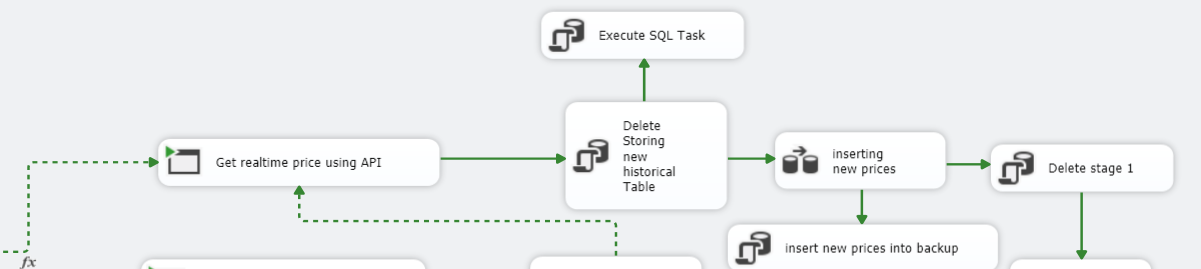 Execute SQL Task
Delete
Storing
new
historical
Table
Get realtime price using API
inserting
new prices
Delete stage 1
insert new prices into backup
fx